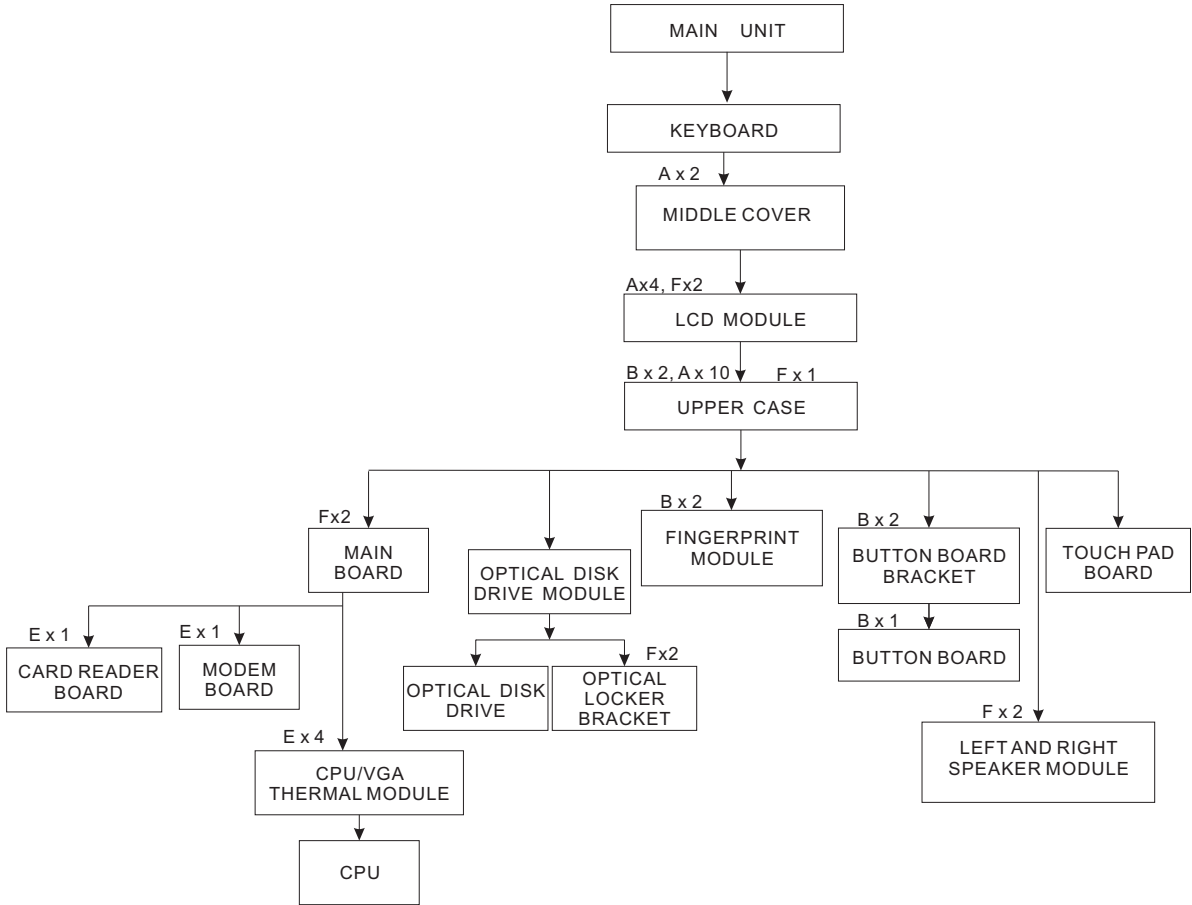 MAIN UNIT
KEYBOARD
A x 2
MIDDLE COVER
Ax4, Fx2
LCD MODULE
B x 2, A x 10 F x 1
UPPER CASE
Fx2
MAIN
BOARD
OPTICAL DISK
DRIVE MODULE
B x 2
FINGERPRINT
MODULE
B x 2
BUTTON BOARD
BRACKET
TOUCH PAD
BOARD
E x 1
CARD READER
BOARD
E x 1
MODEM
BOARD
OPTICAL DISK
DRIVE
Fx2
OPTICAL
LOCKER
BRACKET
B x 1
BUTTON BOARD
E x 4
CPU/VGA
THERMAL MODULE
F x 2
LEFT AND RIGHT
SPEAKER MODULE
CPU